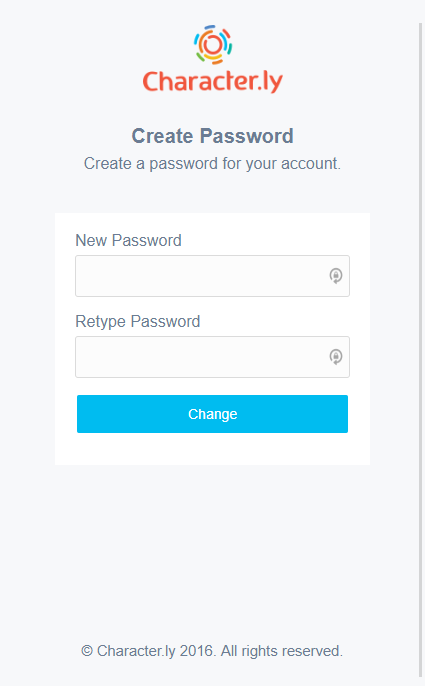 Character.ly
Create Password
Create a password for your account.
New Password
Retype Password
Change
© Character.ly 2016. All rights reserved.